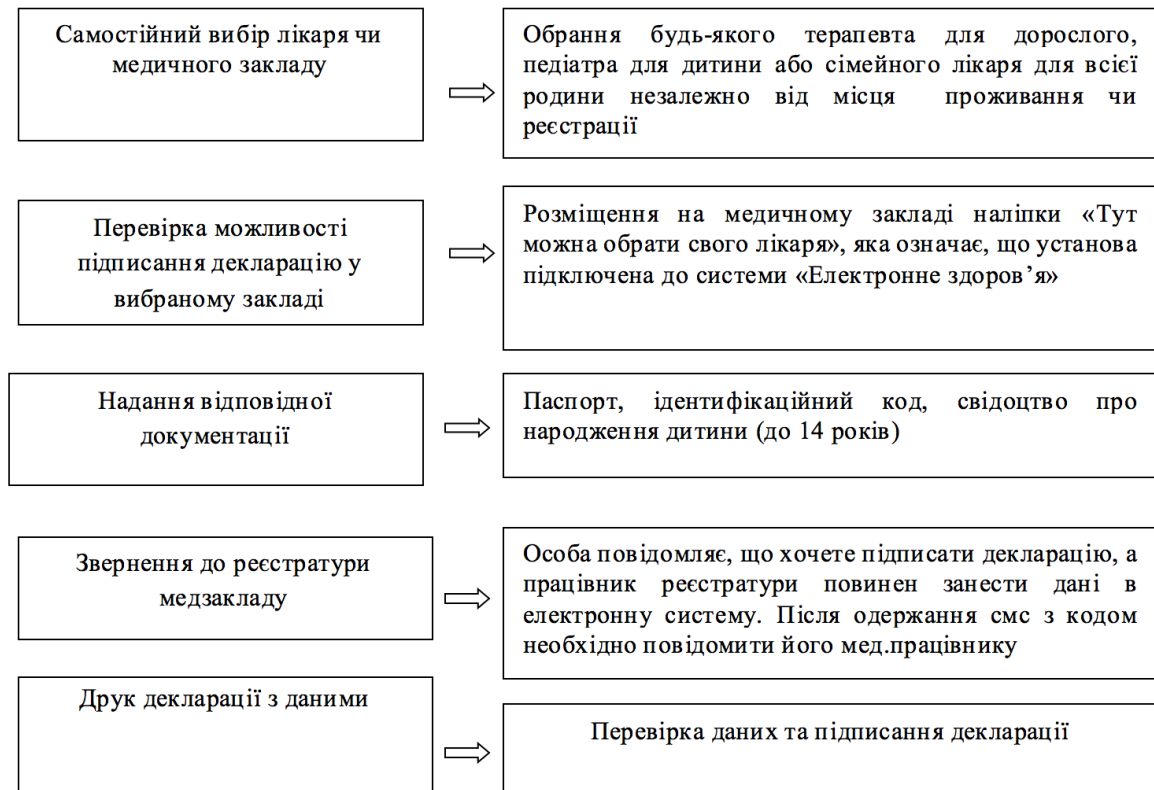 Самостійний вибір лікаря чи
медичного закладу
Обрання будь-якого терапевта для дорослого,
педіатра для дитини або сімейного лікаря для всієї
родини незалежно від місця проживання чи
реєстрації
Перевірка можливості
підписання декларацію у
вибраному закладі
Розміщення на медичному закладі наліпки «Тут
можна обрати свого лікаря», яка означає, що установа
підключена до системи «Електронне здоров’я»
Надання відповідної
документації
Паспорт, ідентифікаційний код, свідоцтво про
народження дитини (до 14 років)
Звернення до реєстратури
медзакладу
Особа повідомляє, що хочете підписати декларацію, а
працівник реєстратури повинен занести дані в
електронну систему. Після одержання смс з кодом
необхідно повідомити його мед.працівнику
Друк декларації з даними
Перевірка даних та підписання декларації